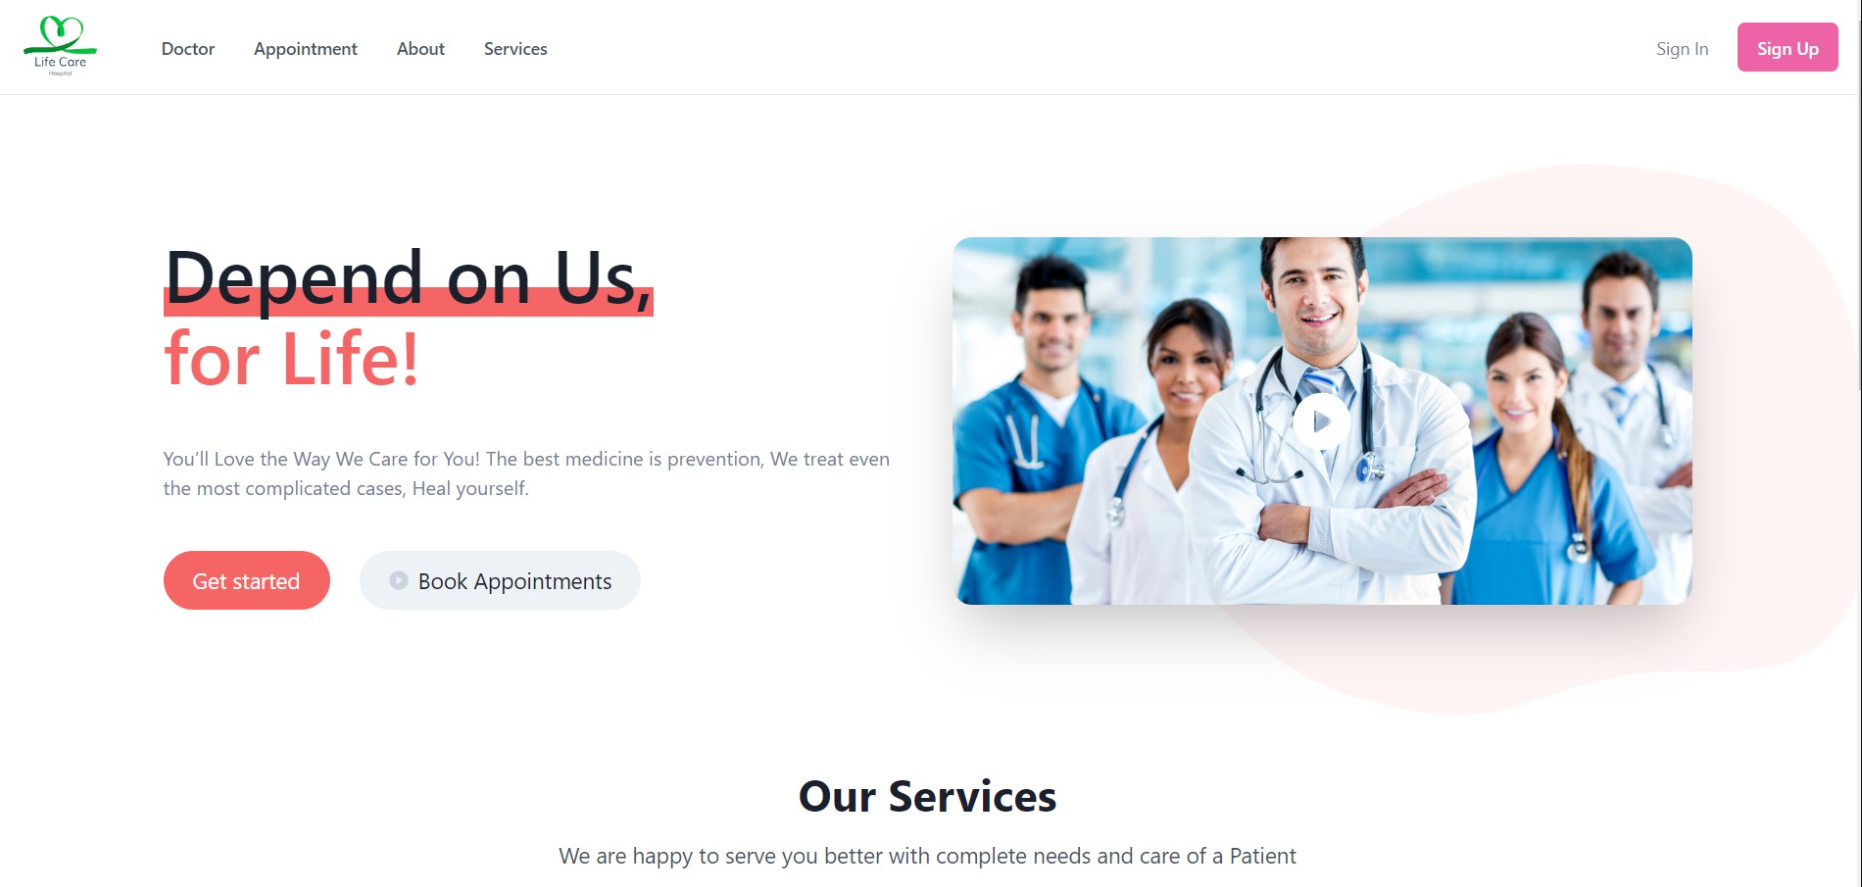 Life Care
Hospital
Doctor
Appointment
About
Services
Sign In
Sign Up
Depend on Us,
for Life!
You'll Love the Way We Care for You! The best medicine is prevention, We treat even
the most complicated cases, Heal yourself.
Get started
Book Appointments
Our Services
We are happy to serve you better with complete needs and care of a Patient